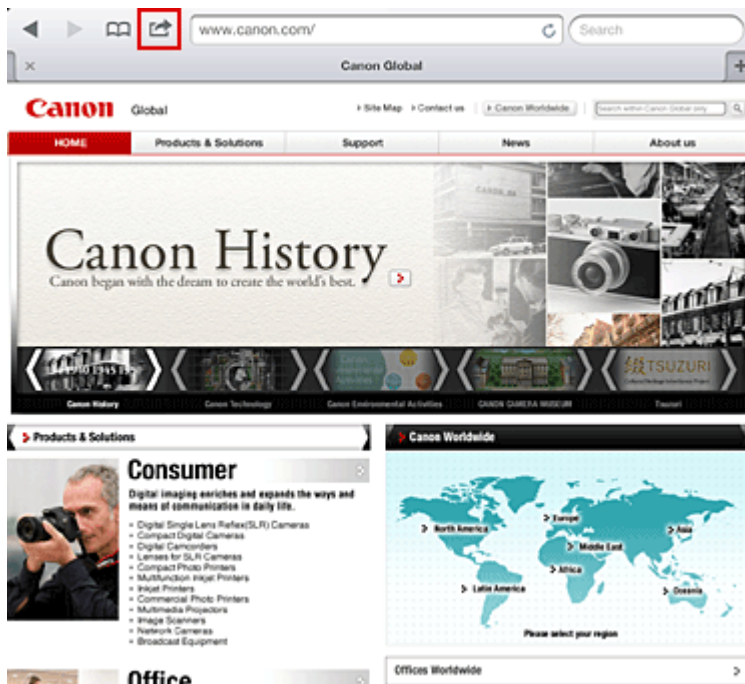 www.canon.com/
Search
Canon Global
Canon Global
Site Map Contact us Canon Worldwide Search within Canon Global only
HOME Products & Solutions Support News About us
Canon History
Canon began with the dream to create the world's best.
TSUZURI
Canon History Canon Technology Canon Environmental Activities CANON CAMERA MUSEUM Tsuzuri
Products & Solutions
Consumer
Digital imaging enriches and expands the ways and
means of communication in daily life.
Digital Single Lens Reflex(SLR) Cameras
Compact Digital Cameras
Digital Camcorders
Lenses for SLR Cameras
Compact Photo Printers
Multifunction Inkjet Printers
Inkjet Printers
Commercial Photo Printers
Multimedia Projectors
Image Scanners
Network Cameras
Broadcast Equipment
Office
Canon Worldwide
North America
Europe
Asia
Middle East
Africa
Latin America
Oceania
Please select your region
Offices Worldwide